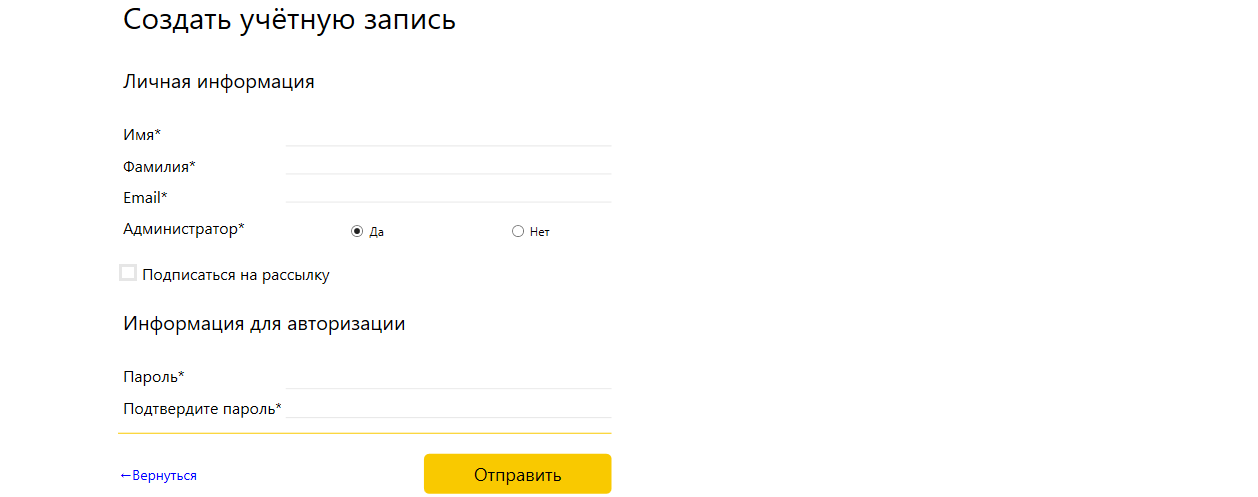 Создать учётную запись
Личная информация
Имя*
Фамилия*
Email*
Администратор* Да Нет
Подписаться на рассылку
Информация для авторизации
Пароль*
Подтвердите пароль*
←Вернуться Отправить